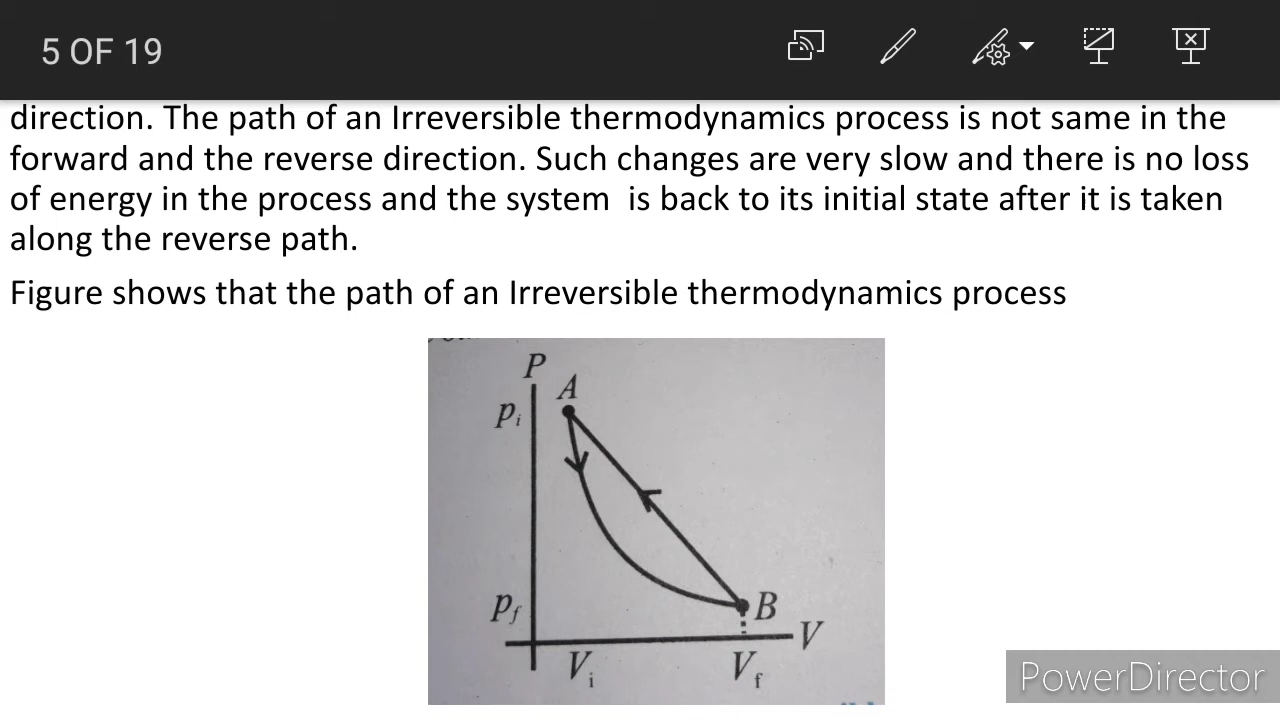 5 OF 19
direction. The path of an Irreversible thermodynamics process is not same in the
forward and the reverse direction. Such changes are very slow and there is no loss
of energy in the process and the system is back to its initial state after it is taken
along the reverse path.
Figure shows that the path of an Irreversible thermodynamics process
P
A
pi
pf
B
V
Vi
Vf
PowerDirector